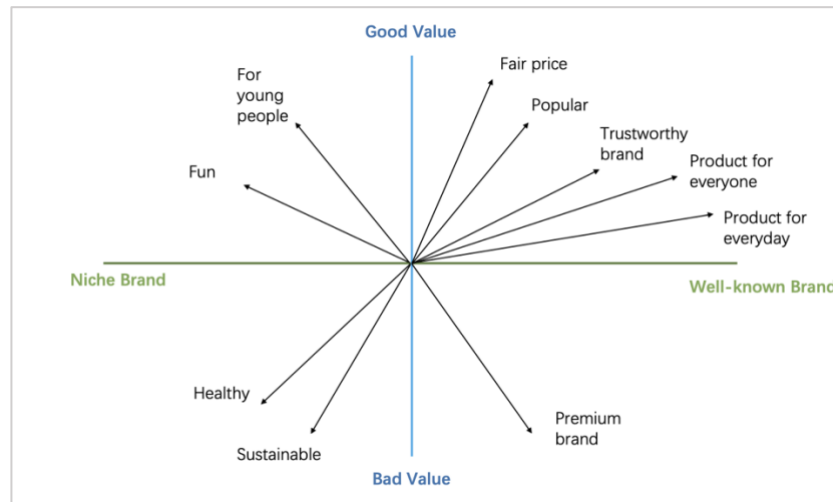 Good Value
Fair price
For
young
people
Popular
Trustworthy
brand
Product for
everyone
Fun
Product for
everyday
Niche Brand
Well-known Brand
Healthy
Premium
brand
Sustainable
Bad Value